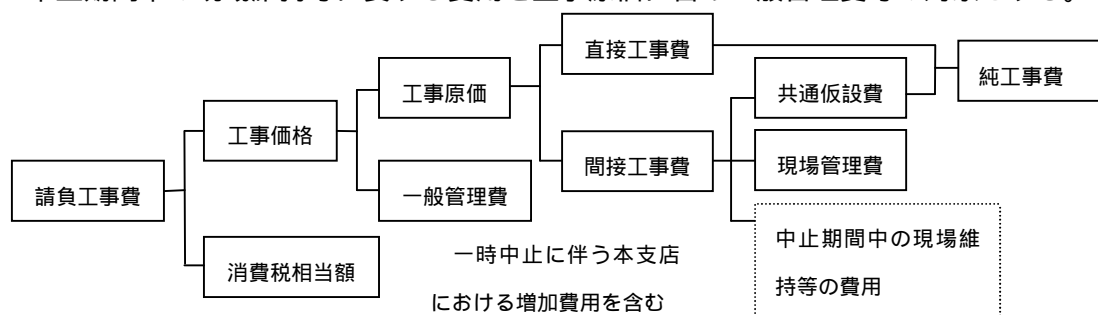 直接工事費
純工事費
工事原価
共通仮設費
工事価格
間接工事費
現場管理費
請負工事費
一般管理費
中止期間中の現場維
持等の費用
一時中止に伴う本支店
における増加費用を含む
消費税相当額